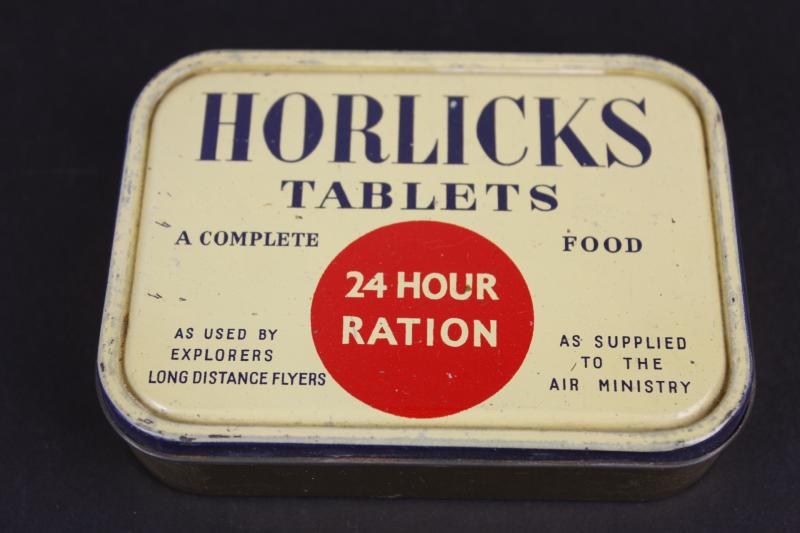 HORLICKS
TABLETS
A COMPLETE FOOD
24 HOUR
RATION
AS USED BY
EXPLORERS
LONG DISTANCE FLYERS
AS SUPPLIED
TO THE
AIR MINISTRY